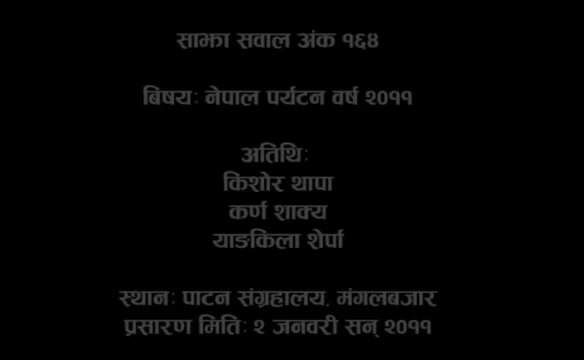 साझा सवाल अंक १६४
बिषयः नेपाल पर्यटन वर्ष २०११
अतिथिः
किशोर थापा
कर्ण शाक्य
याङकिला शेर्पा
स्थानः पाटन संग्रहालय, मंगलबजार
प्रसारण मितिः २ जनवरी सन् २०११